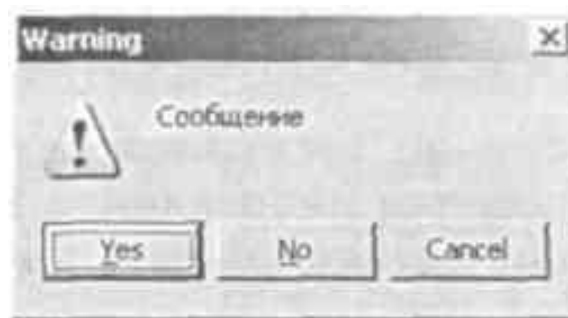 Warning
Сообщение
Yes
No
Cancel